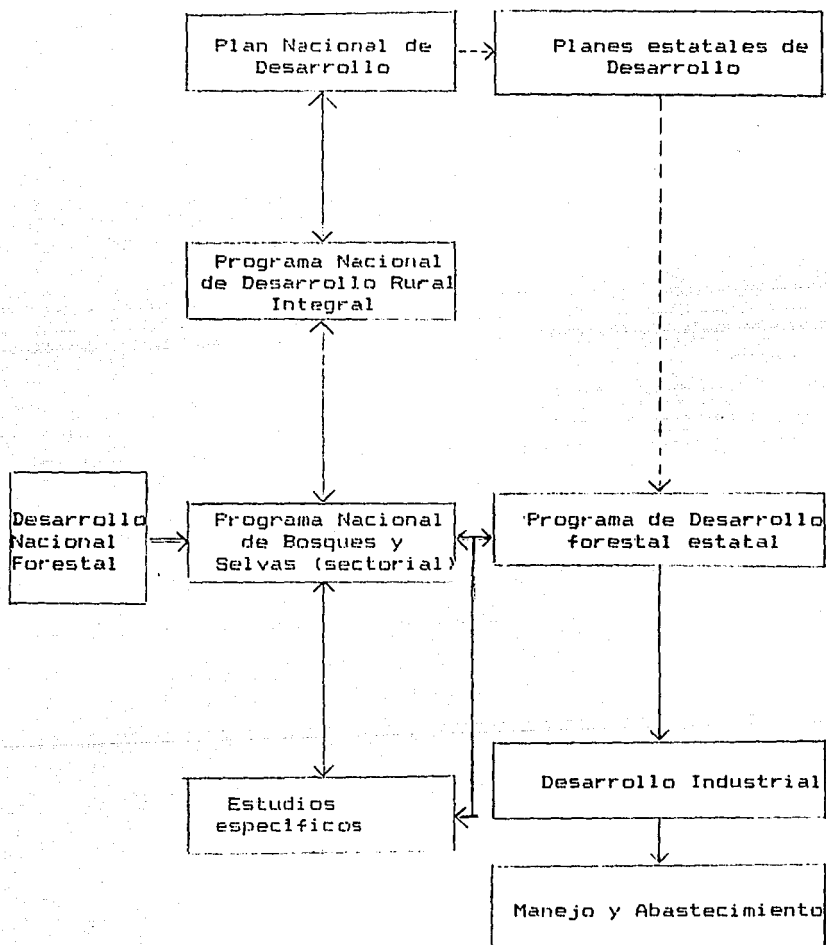 Plan Nacional de
Desarrollo
Planes estatales de
Desarrollo
Programa Nacional
de Desarrollo Rural
Integral
Desarrollo
Nacional
Forestal
Programa Nacional
de Bosques y
Selvas (sectorial)
Programa de Desarrollo
forestal estatal
Estudios
específicos
Desarrollo Industrial
Manejo y Abastecimiento